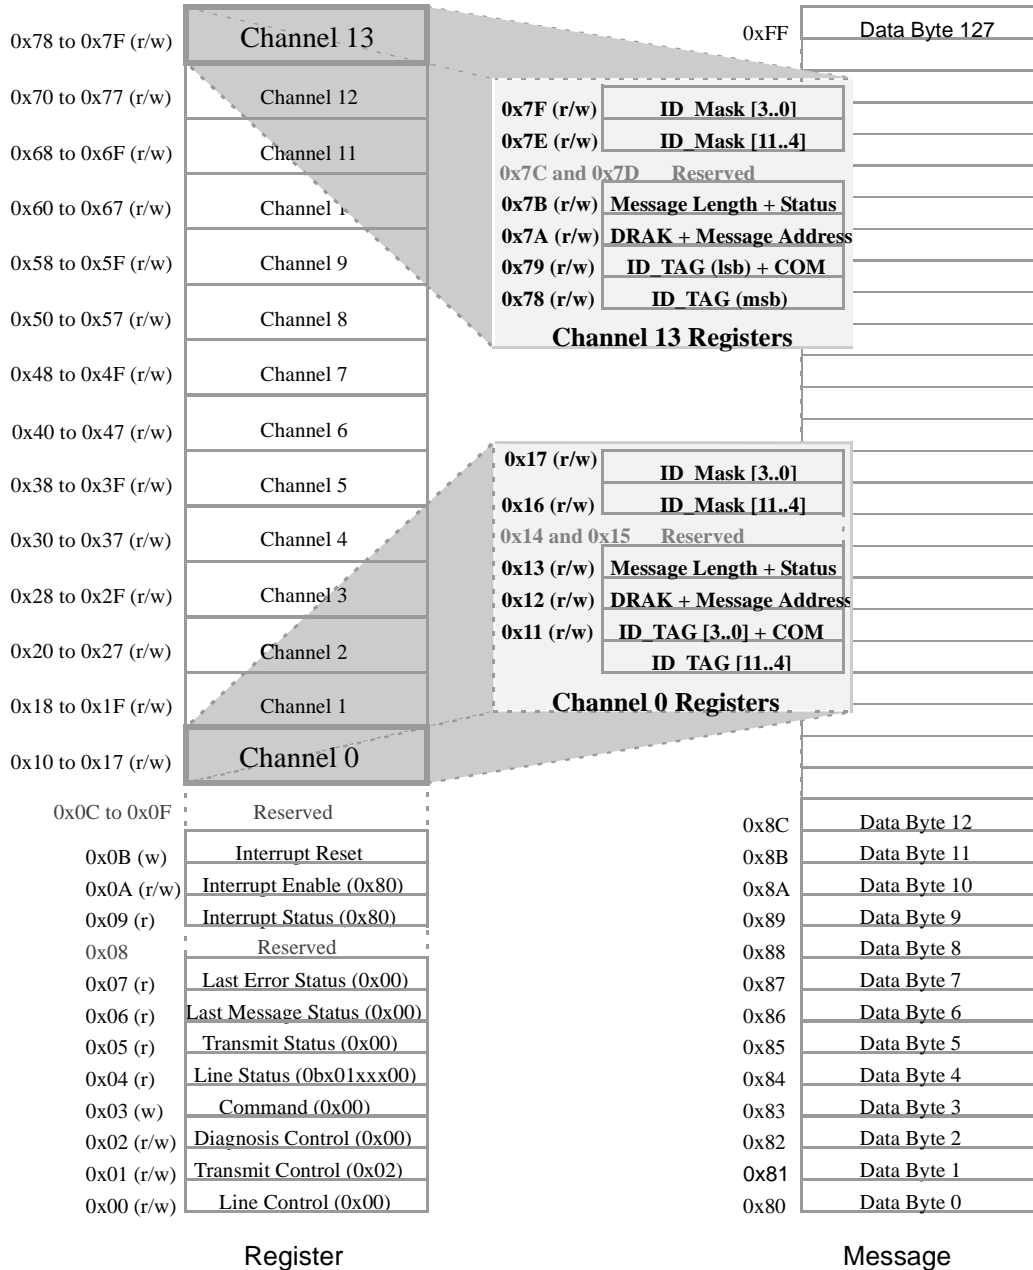 0x78 to 0x7F (r/w) Channel 13
0x70 to 0x77 (r/w) Channel 12
0x68 to 0x6F (r/w) Channel 11
0x60 to 0x67 (r/w) Channel 1
0x58 to 0x5F (r/w) Channel 9
0x50 to 0x57 (r/w) Channel 8
0x48 to 0x4F (r/w) Channel 7
0x40 to 0x47 (r/w) Channel 6
0x38 to 0x3F (r/w) Channel 5
0x30 to 0x37 (r/w) Channel 4
0x28 to 0x2F (r/w) Channel 3
0x20 to 0x27 (r/w) Channel 2
0x18 to 0x1F (r/w) Channel 1
0x10 to 0x17 (r/w) Channel 0
0x0C to 0x0F Reserved
0x0B (w) Interrupt Reset
0x0A (r/w) Interrupt Enable (0x80)
0x09 (r) Interrupt Status (0x80)
0x08 Reserved
0x07 (r) Last Error Status (0x00)
0x06 (r) Last Message Status (0x00)
0x05 (r) Transmit Status (0x00)
0x04 (r) Line Status (0bx01xxx00)
0x03 (w) Command (0x00)
0x02 (r/w) Diagnosis Control (0x00)
0x01 (r/w) Transmit Control (0x02)
0x00 (r/w) Line Control (0x00)
Register
0x7F (r/w) ID_Mask [3..0]
0x7E (r/w) ID_Mask [11..4]
0x7C and 0x7D Reserved
0x7B (r/w) Message Length + Status
0x7A (r/w) DRAK + Message Address
0x79 (r/w) ID_TAG (lsb) + COM
0x78 (r/w) ID_TAG (msb)
Channel 13 Registers
0x17 (r/w) ID_Mask [3..0]
0x16 (r/w) ID_Mask [11..4]
0x14 and 0x15 Reserved
0x13 (r/w) Message Length + Status
0x12 (r/w) DRAK + Message Address
0x11 (r/w) ID_TAG [3..0] + COM
ID_TAG [11..4]
Channel 0 Registers
0xFF Data Byte 127
0x8C Data Byte 12
0x8B Data Byte 11
0x8A Data Byte 10
0x89 Data Byte 9
0x88 Data Byte 8
0x87 Data Byte 7
0x86 Data Byte 6
0x85 Data Byte 5
0x84 Data Byte 4
0x83 Data Byte 3
0x82 Data Byte 2
0x81 Data Byte 1
0x80 Data Byte 0
Message